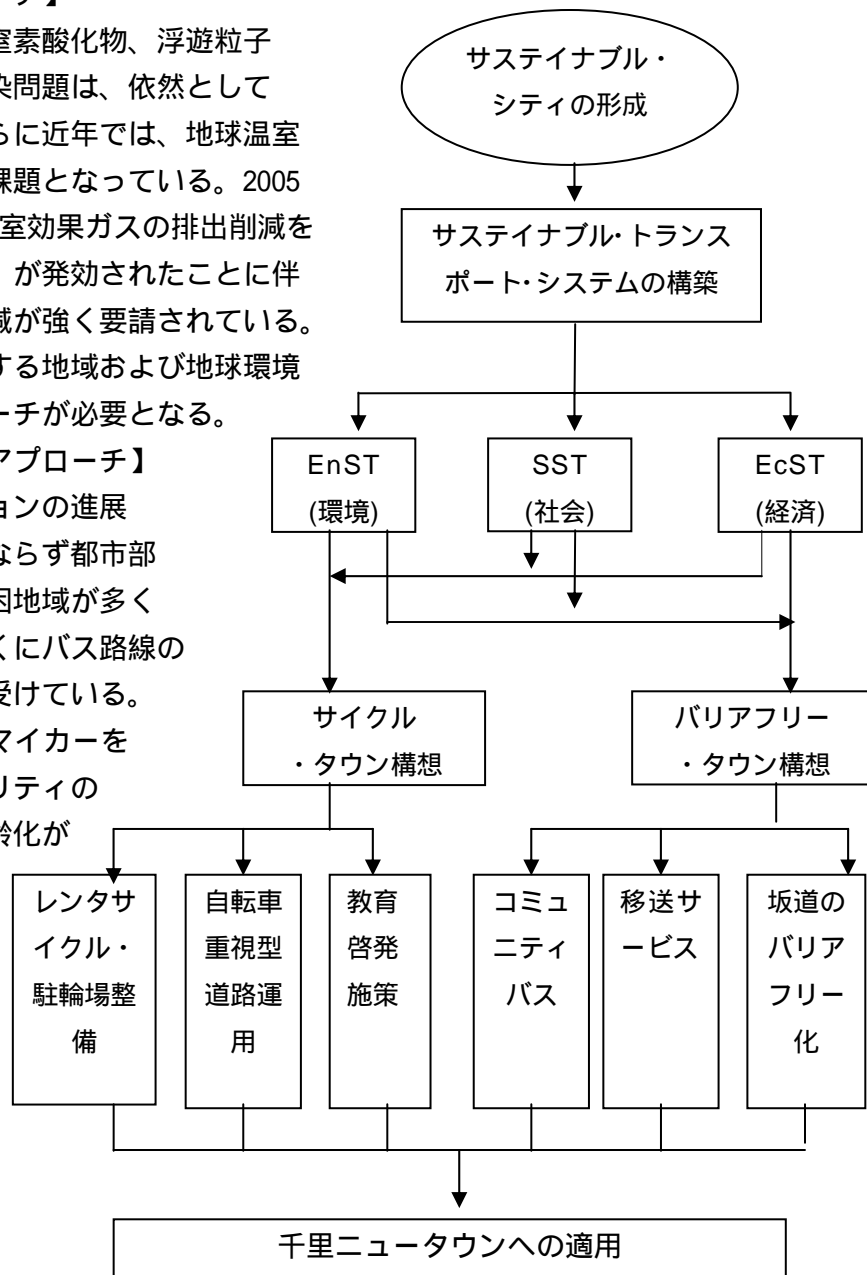 窒素酸化物、浮遊粒子
染問題は、依然として
らに近年では、地球温室
課題となっている。2005
室効果ガスの排出削減を
」が発効されたことに伴
減が強く要請されている。
する地域および地球環境
ーチが必要となる。
アプローチ】
ョンの進展
ならず都市部
困地域が多く
くにバス路線の
受けている。
マイカーを
リティの
齢化が
サステイナブル・
シティの形成
サステイナブル・トランス
ポート・システムの構築
EnST
(環境)
SST
(社会)
EcST
(経済)
サイクル
・タウン構想
バリアフリー
・タウン構想
レンタサ
イクル・
駐輪場整
備
自転車
重視型
道路運
用
教育
啓発
施策
コミュ
ニティ
バス
移送サ
ービス
坂道の
バリア
フリー
化
千里ニュータウンへの適用